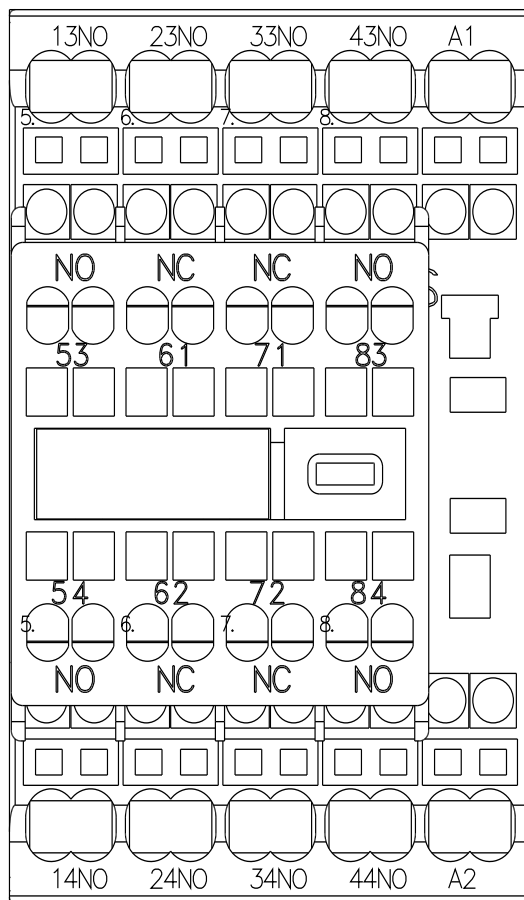 13NO 23NO 33NO 43NO A1
5. 6. 7. 8.
NO NC NC NO
53 61 71 83
54 62 72 84
5. 6. 7. 8.
NO NC NC NO
14NO 24NO 34NO 44NO A2